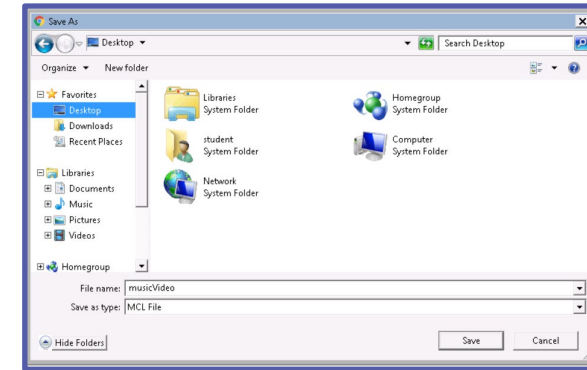 Save As
Desktop
Search Desktop
Organize New folder
Favorites
Desktop
Downloads
Recent Places
Libraries
Documents
Music
Pictures
Videos
Homegroup
Libraries
System Folder
Homegroup
System Folder
student
System Folder
Computer
System Folder
Network
System Folder
File name: musicVideo
Save as type: MCL File
Hide Folders
Save
Cancel